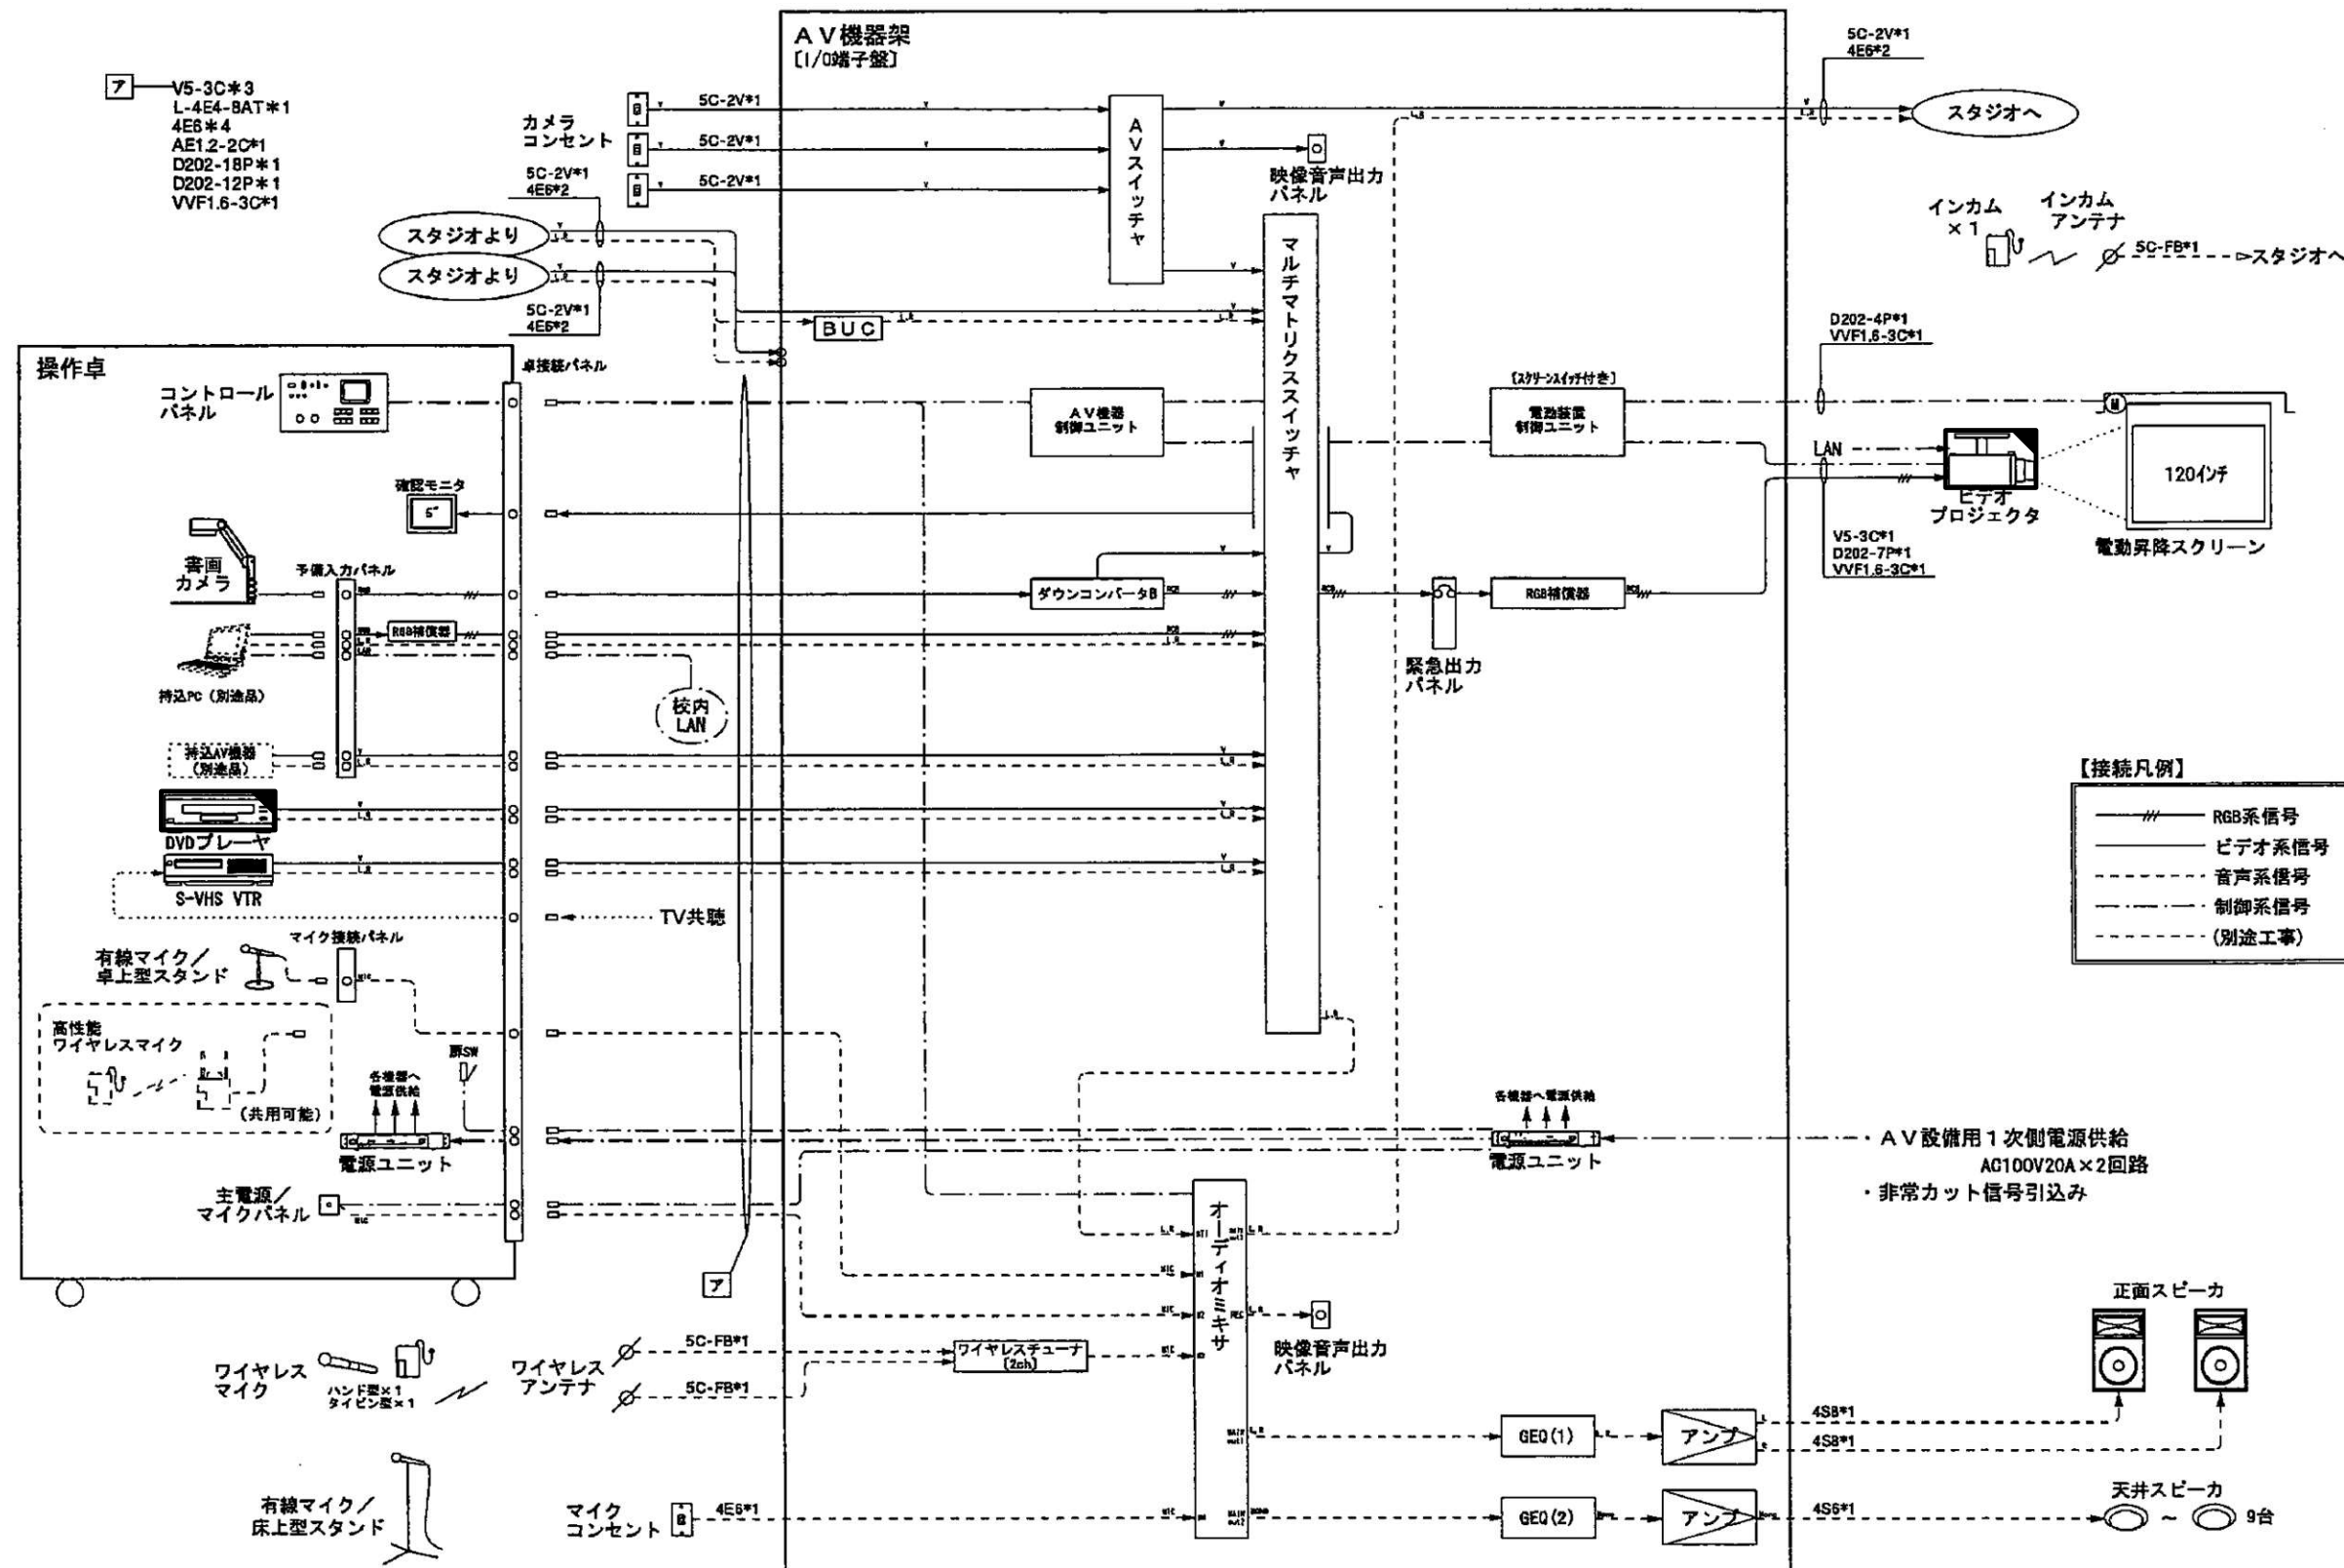 ＡＶ機器架
[I/O端子盤]
ア
V5-3C＊3
L-4E4-8AT＊1
4E6＊4
AE1.2-2C*1
D202-18P＊1
D202-12P＊1
VVF1.6-3C*1
カメラ
コンセント
5C-2V*1
5C-2V*1
5C-2V*1
AVスイッチャ
映像音声出力
パネル
5C-2V*1
4E6*2
スタジオへ
インカム
×1
インカム
アンテナ
5C-FB*1
スタジオへ
5C-2V*1
4E6*2
スタジオより
スタジオより
5C-2V*1
4E6*2
BUC
マルチマトリクススイッチャ
操作卓
コントロール
パネル
卓接続パネル
AV機器
制御ユニット
[スクリーンスイッチ付き]
電動装置
制御ユニット
D202-4P*1
VVF1.6-3C*1
M
LAN
ビデオ
プロジェクタ
120インチ
電動昇降スクリーン
V5-3C*1
D202-7P*1
VVF1.6-3C*1
確認モニタ
書画
カメラ
予備入力パネル
ダウンコンバータB
緊急出力
パネル
RGB補償器
RGB補償器
持込PC（別途品）
校内
LAN
持込AV機器
（別途品）
DVDプレーヤ
S-VHS VTR
TV共聴
【接続凡例】
RGB系信号
ビデオ系信号
音声系信号
制御系信号
(別途工事)
有線マイク／
卓上型スタンド
マイク接続パネル
高性能
ワイヤレスマイク
(共用可能)
扉SW
各機器へ
電源供給
電源ユニット
主電源／
マイクパネル
ア
各機器へ電源供給
電源ユニット
・ＡＶ設備用１次側電源供給
AC100V20A×2回路
・非常カット信号引込み
オーディオミキサ
映像音声出力
パネル
ワイヤレス
マイク
ハンド型×1
タイピン型×1
ワイヤレス
アンテナ
5C-FB*1
5C-FB*1
ワイヤレスチューナ
[2ch]
正面スピーカ
GEQ(1)
アンプ
4S8*1
4S8*1
有線マイク／
床上型スタンド
マイク
コンセント
4E6*1
GEQ(2)
アンプ
4S6*1
天井スピーカ
～
9台